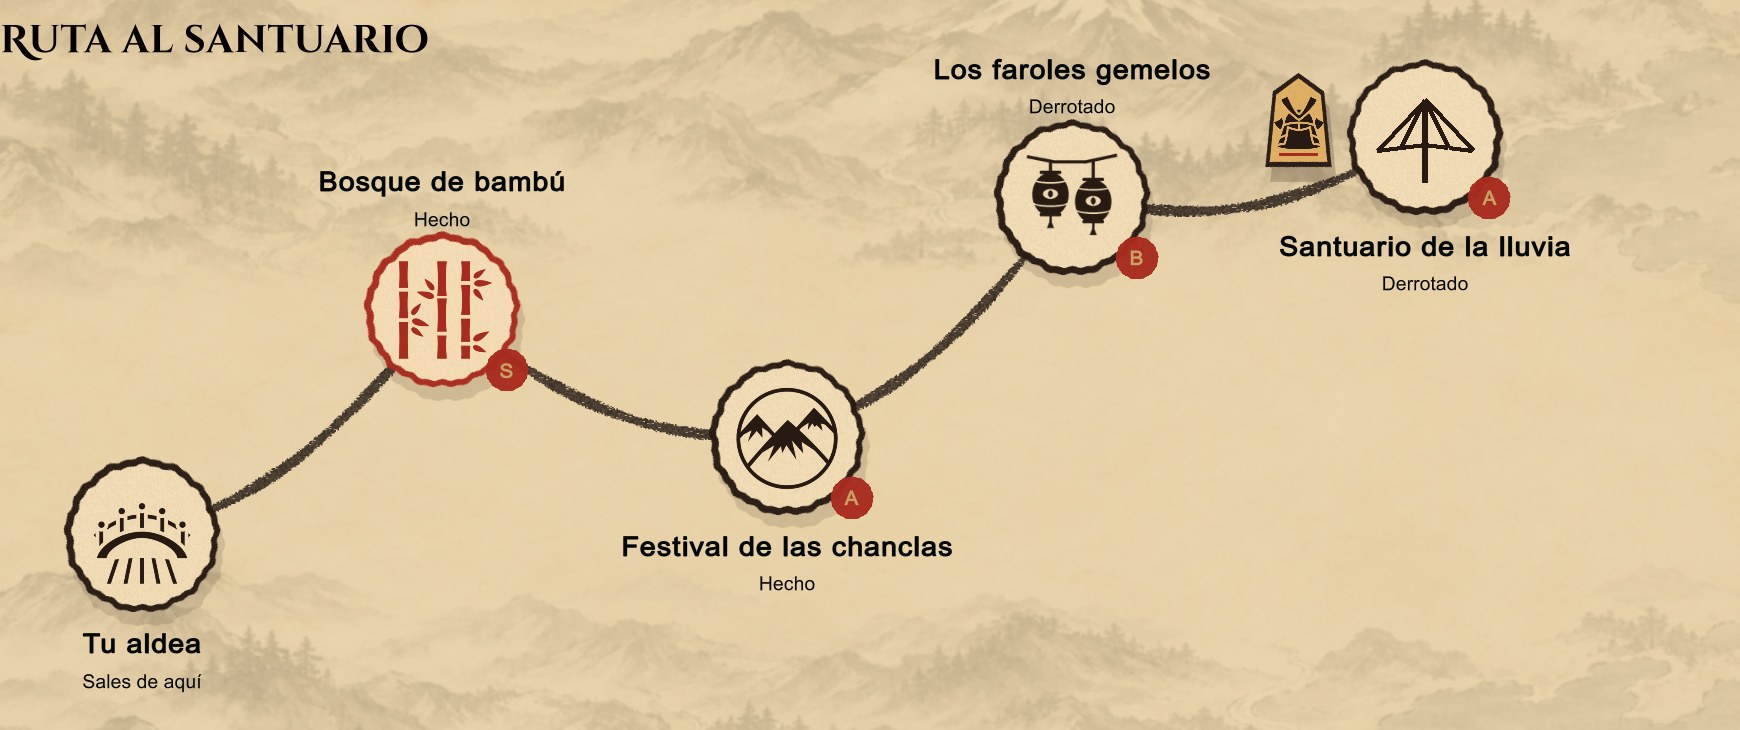 RUTA AL SANTUARIO
Los faroles gemelos
Derrotado
Bosque de bambú
Hecho
B
A
Santuario de la lluvia
Derrotado
S
A
Festival de las chanclas
Hecho
Tu aldea
Sales de aquí